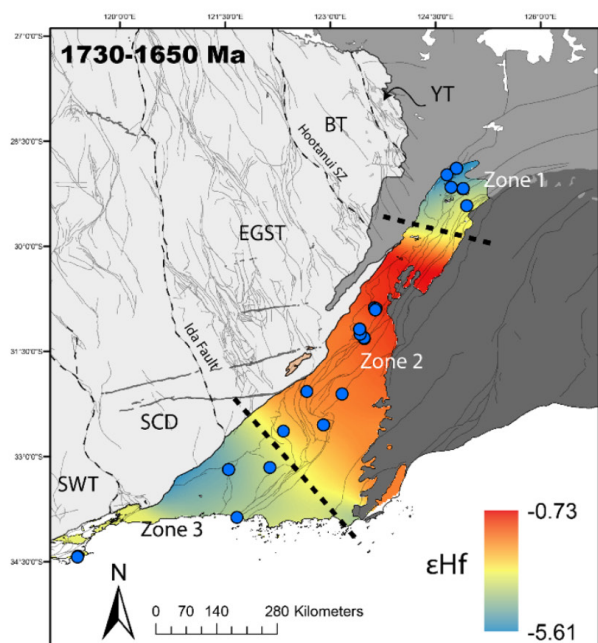 120°0'0"
121°30'0"
123°0'0"
124°30'0"
126°0'0"
27°0'0"S
1730-1650 Ma
YT
BT
28°30'0"S
Hootanui SZ
Zone 1
EGST
30°0'0"S
31°30'0"S
Ida Fault
Zone 2
SCD
33°0'0"S
SWT
Zone 3
-0.73
34°30'0"S
N
εHf
0 70 140 280 Kilometers
-5.61